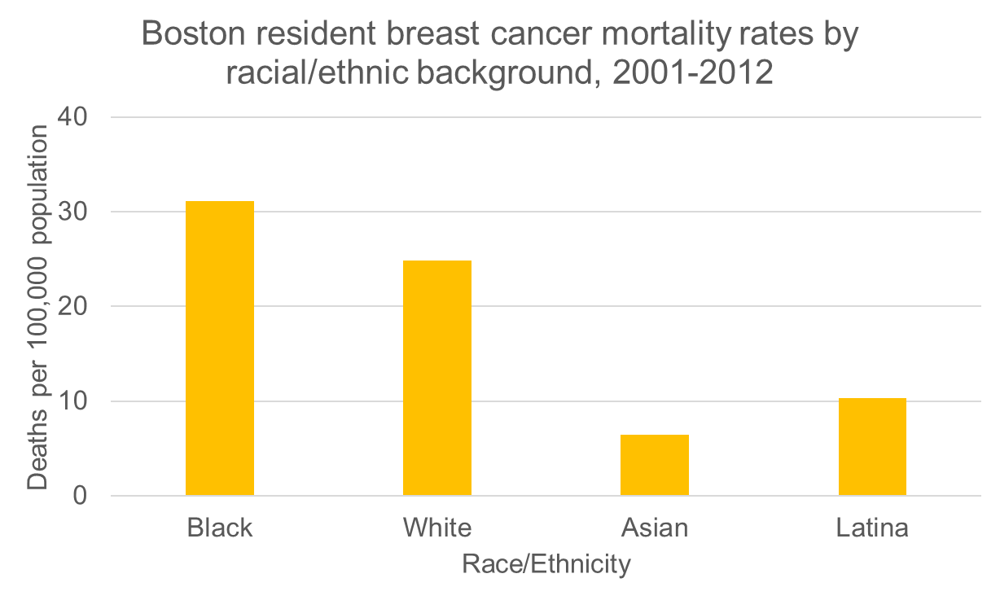 Boston resident breast cancer mortality rates by
racial/ethnic background, 2001-2012
Deaths per 100,000 population
40
30
20
10
0
Black
White
Asian
Latina
Race/Ethnicity